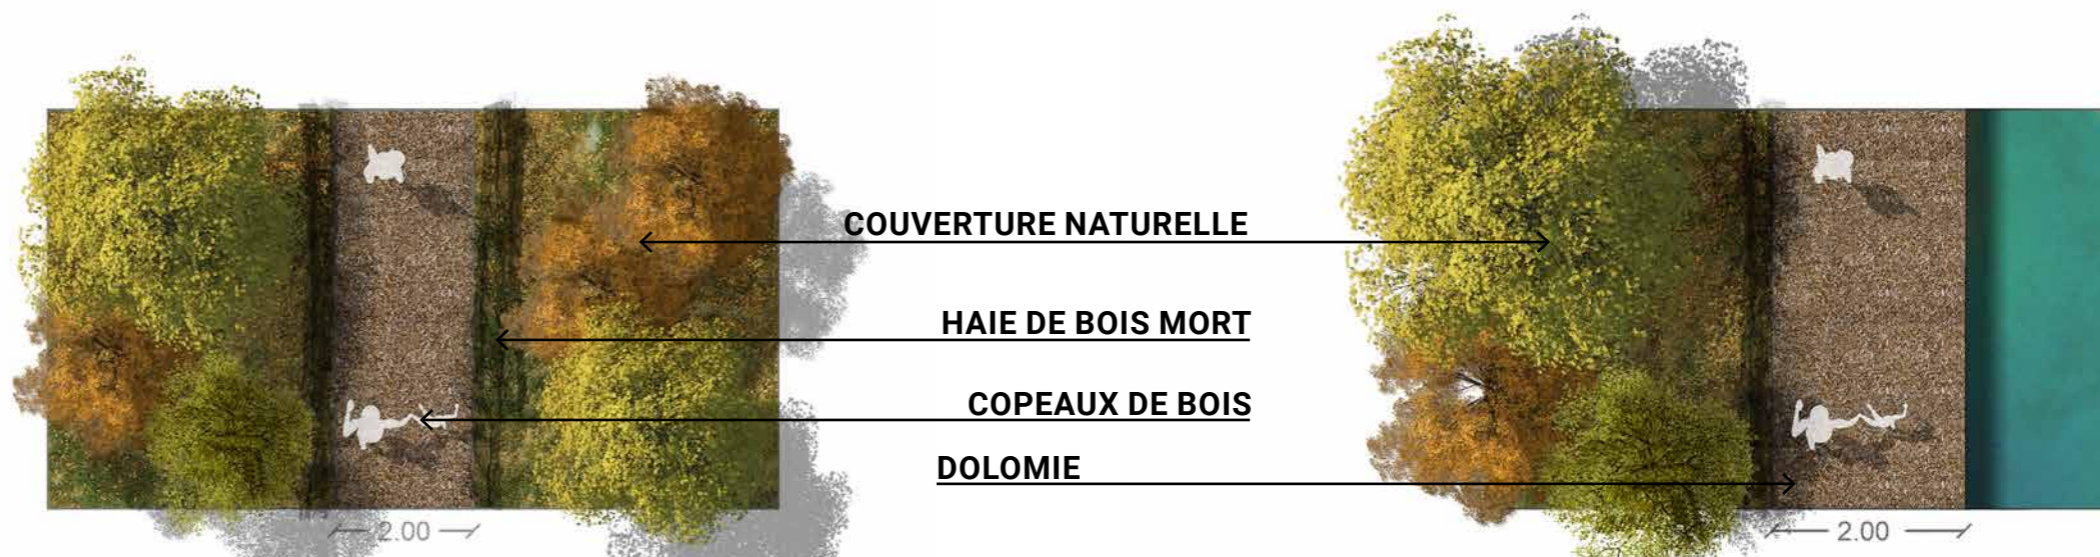 COUVERTURE NATURELLE
HAIE DE BOIS MORT
COPEAUX DE BOIS
DOLOMIE
2.00
2.00